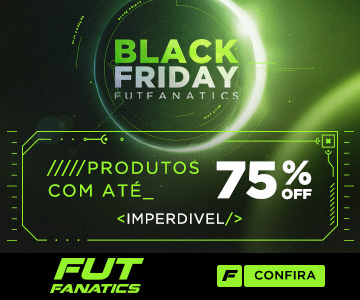 BLACK
FRIDAY
FUTFANATICS
/////PRODUTOS
COM ATÉ_
75% OFF
<IMPERDIVEL/>
FUT
FANATICS
F CONFIRA